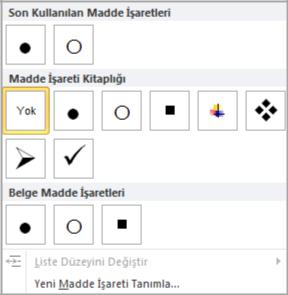 Son Kullanılan Madde İşaretleri
Madde İşareti Kitaplığı
Yok
Belge Madde İşaretleri
Liste Düzeyini Değiştir
Yeni Madde İşareti Tanımla...